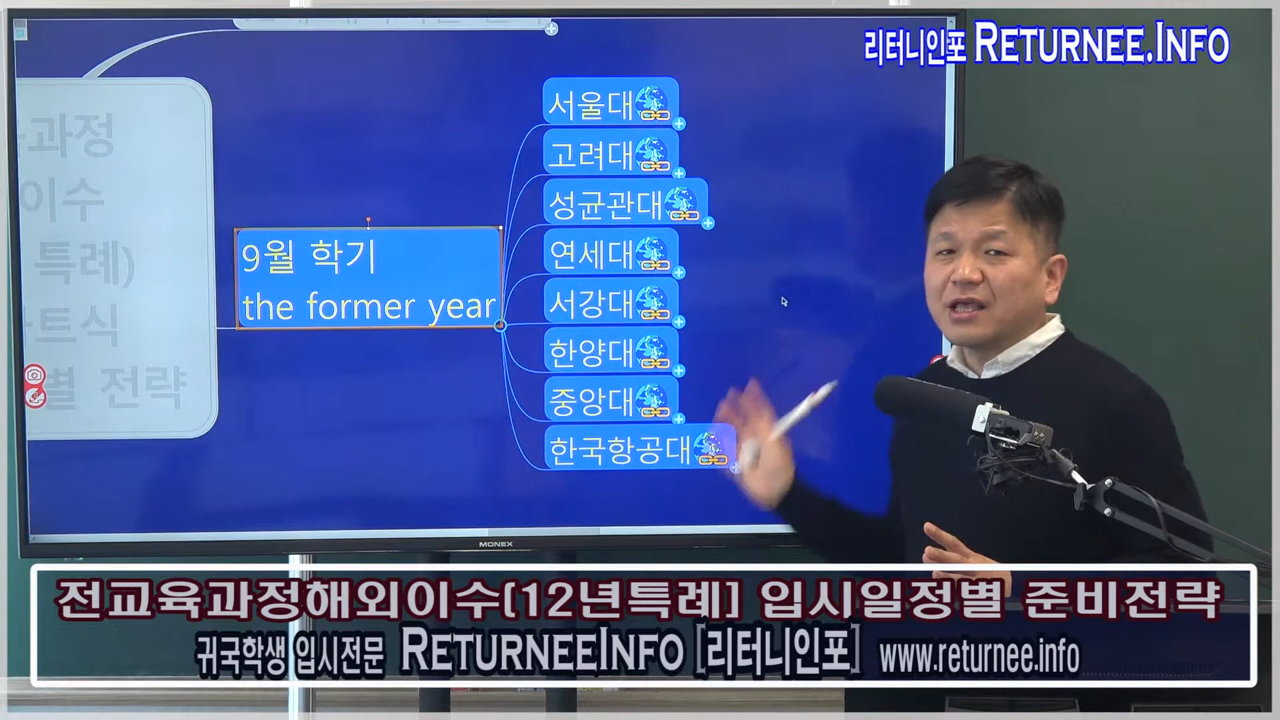 리터니인포 RETURNEE.INFO
과정
이수
특례)
트식
별 전략
9월 학기
the former year
서울대
고려대
성균관대
연세대
서강대
한양대
중앙대
한국항공대
MONEX
전교육과정해외이수[12년특례] 입시일정별 준비전략
귀국학생 입시전문 RETURNEEINFO [리터니인포] www.returnee.info